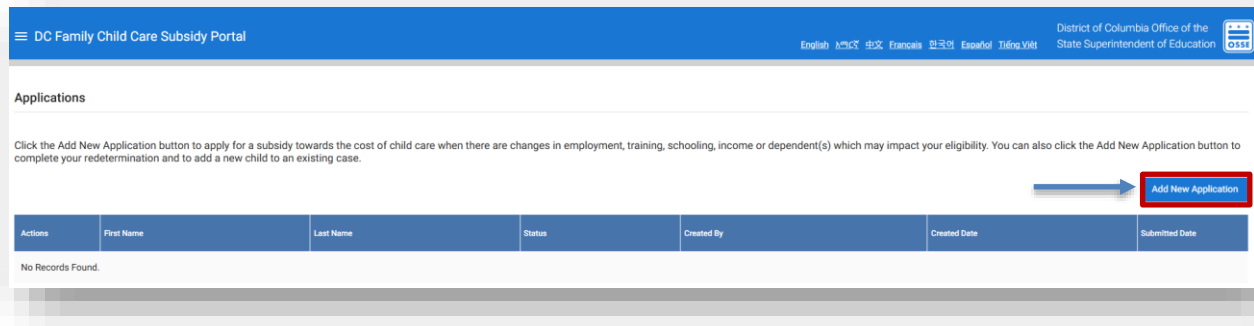 ≡ DC Family Child Care Subsidy Portal
English አማርኛ 中文 Français 한국어 Español Tiếng Việt
District of Columbia Office of the
State Superintendent of Education
OSSE
Applications
Click the Add New Application button to apply for a subsidy towards the cost of child care when there are changes in employment, training, schooling, income or dependent(s) which may impact your eligibility. You can also click the Add New Application button to
complete your redetermination and to add a new child to an existing case.
Add New Application
Actions First Name Last Name Status Created By Created Date Submitted Date
No Records Found.